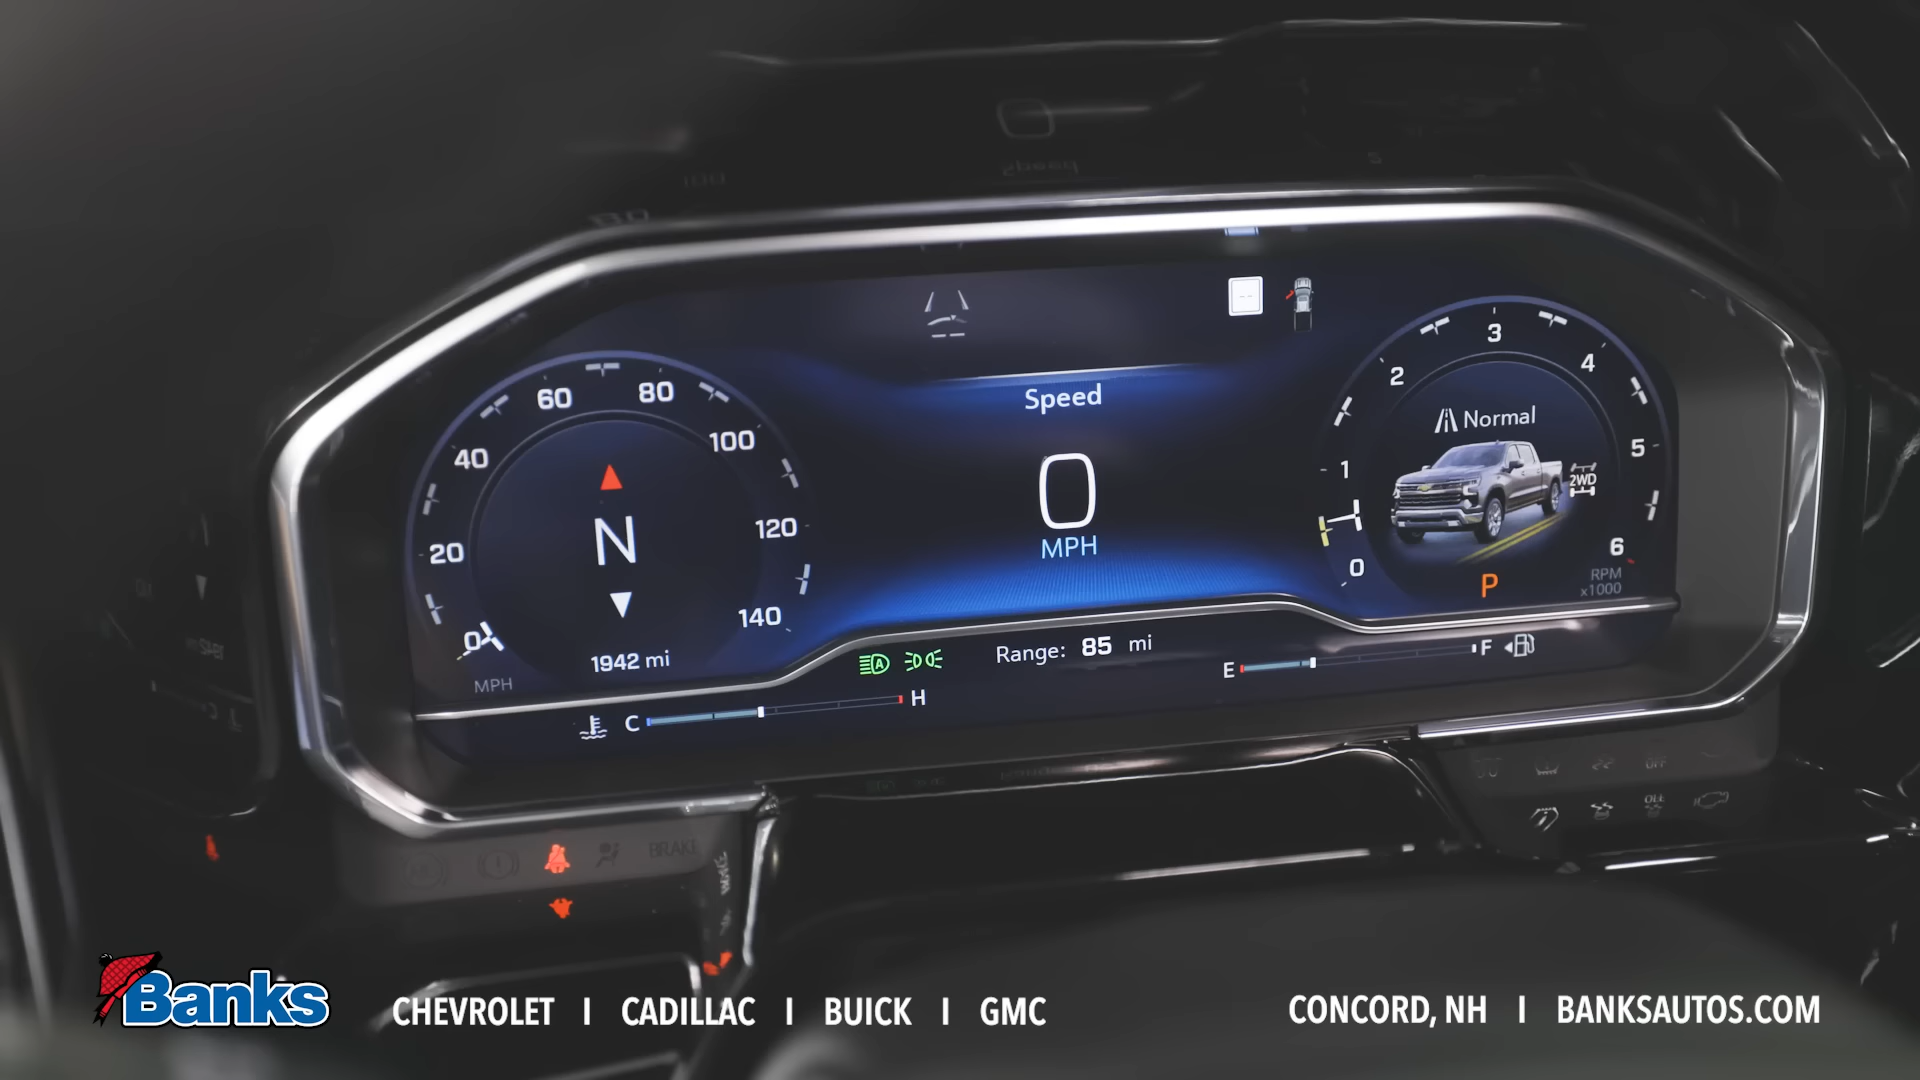 Speed
0
MPH
60 80
40 100
20 120
0 140
N
1942 mi
MPH
Range: 85 mi
C H
E F
3
2 4
1 5
0 6
Normal
2WD
P
RPM
x1000
BRAKE
OFF
Banks
CHEVROLET | CADILLAC | BUICK | GMC
CONCORD, NH | BANKSAUTOS.COM